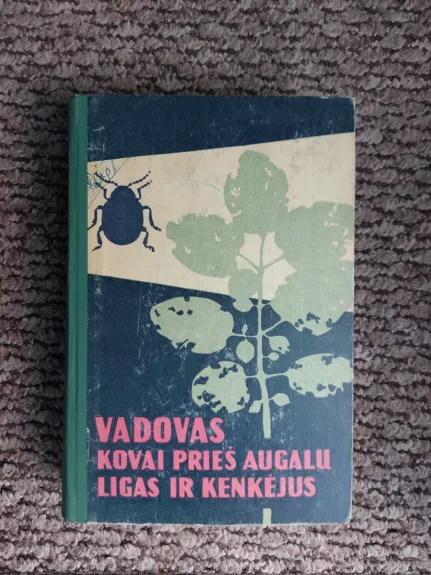 VADOVAS
KOVAI PRIEŠ AUGALŲ
LIGAS IR KENKĖJUS